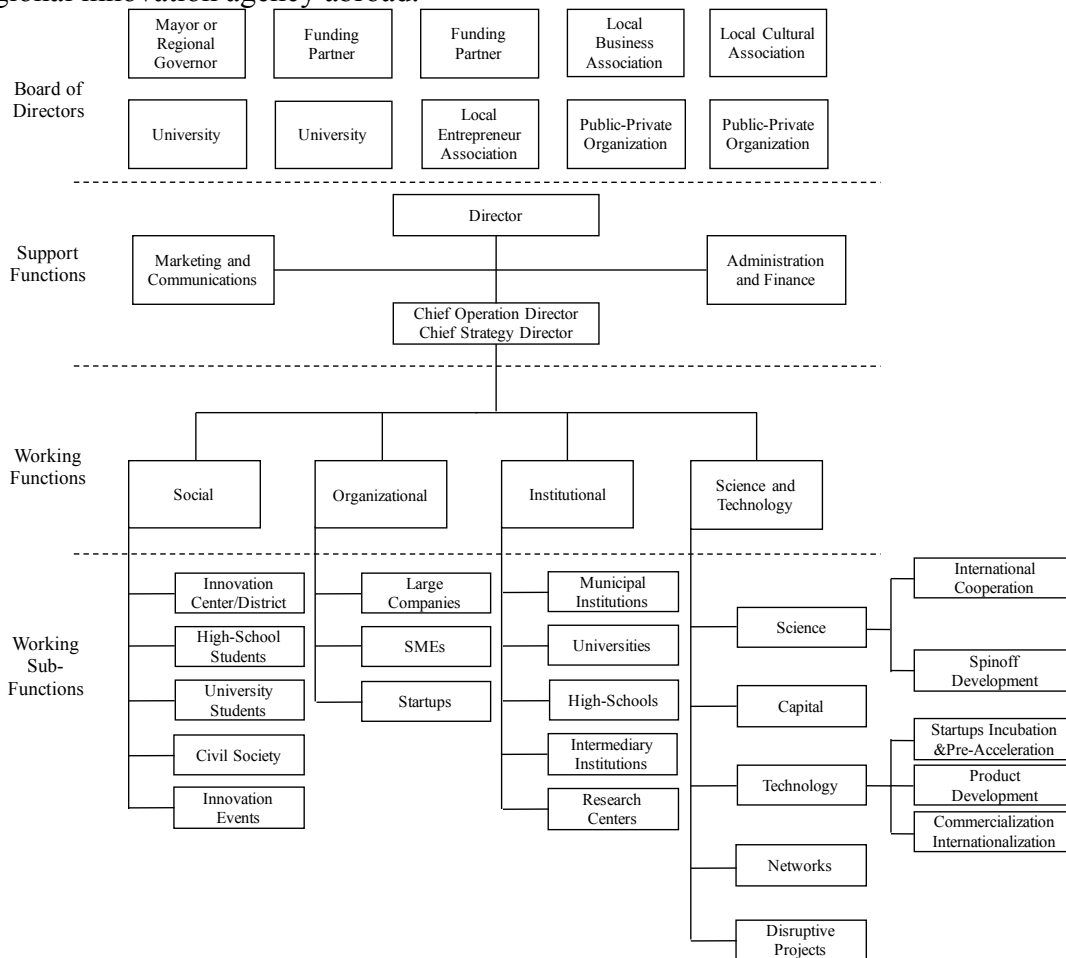 gional innovation agency abroad.
Mayor or
Regional
Governor
Funding
Partner
Funding
Partner
Local
Business
Association
Local Cultural
Association
Board of
Directors
University
University
Local
Entrepreneur
Association
Public-Private
Organization
Public-Private
Organization
Director
Support
Functions
Marketing and
Communications
Administration
and Finance
Chief Operation Director
Chief Strategy Director
Working
Functions
Social
Organizational
Institutional
Science and
Technology
Working
Sub-
Functions
Innovation
Center/District
High-School
Students
University
Students
Civil Society
Innovation
Events
Large
Companies
SMEs
Startups
Municipal
Institutions
Universities
High-Schools
Intermediary
Institutions
Research
Centers
Science
Capital
Technology
Networks
Disruptive
Projects
International
Cooperation
Spinoff
Development
Startups Incubation
&Pre-Acceleration
Product
Development
Commercialization
Internationalization